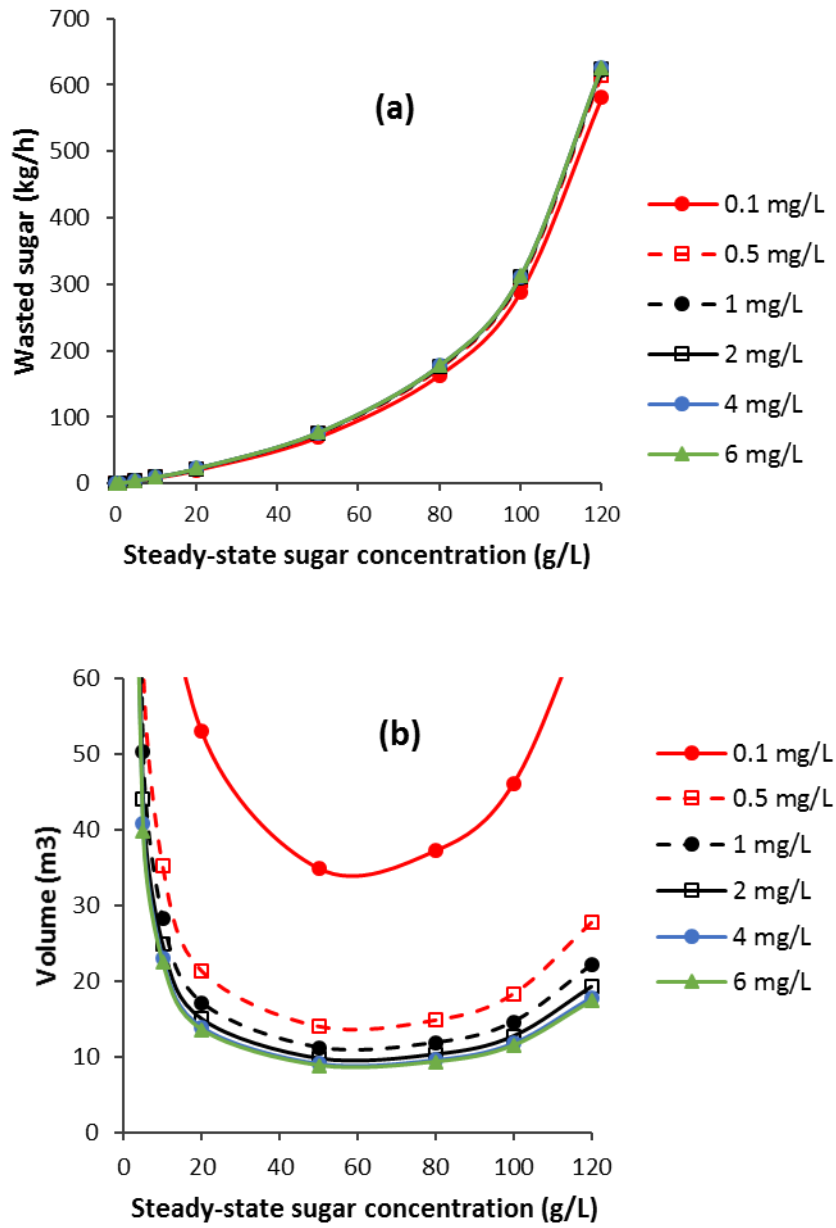 700
600
500
400
300
200
100
0
Wasted sugar (kg/h)
(a)
0 20 40 60 80 100 120
Steady-state sugar concentration (g/L)
0.1 mg/L
0.5 mg/L
1 mg/L
2 mg/L
4 mg/L
6 mg/L
60
50
40
30
20
10
0
Volume (m3)
(b)
0 20 40 60 80 100 120
Steady-state sugar concentration (g/L)
0.1 mg/L
0.5 mg/L
1 mg/L
2 mg/L
4 mg/L
6 mg/L